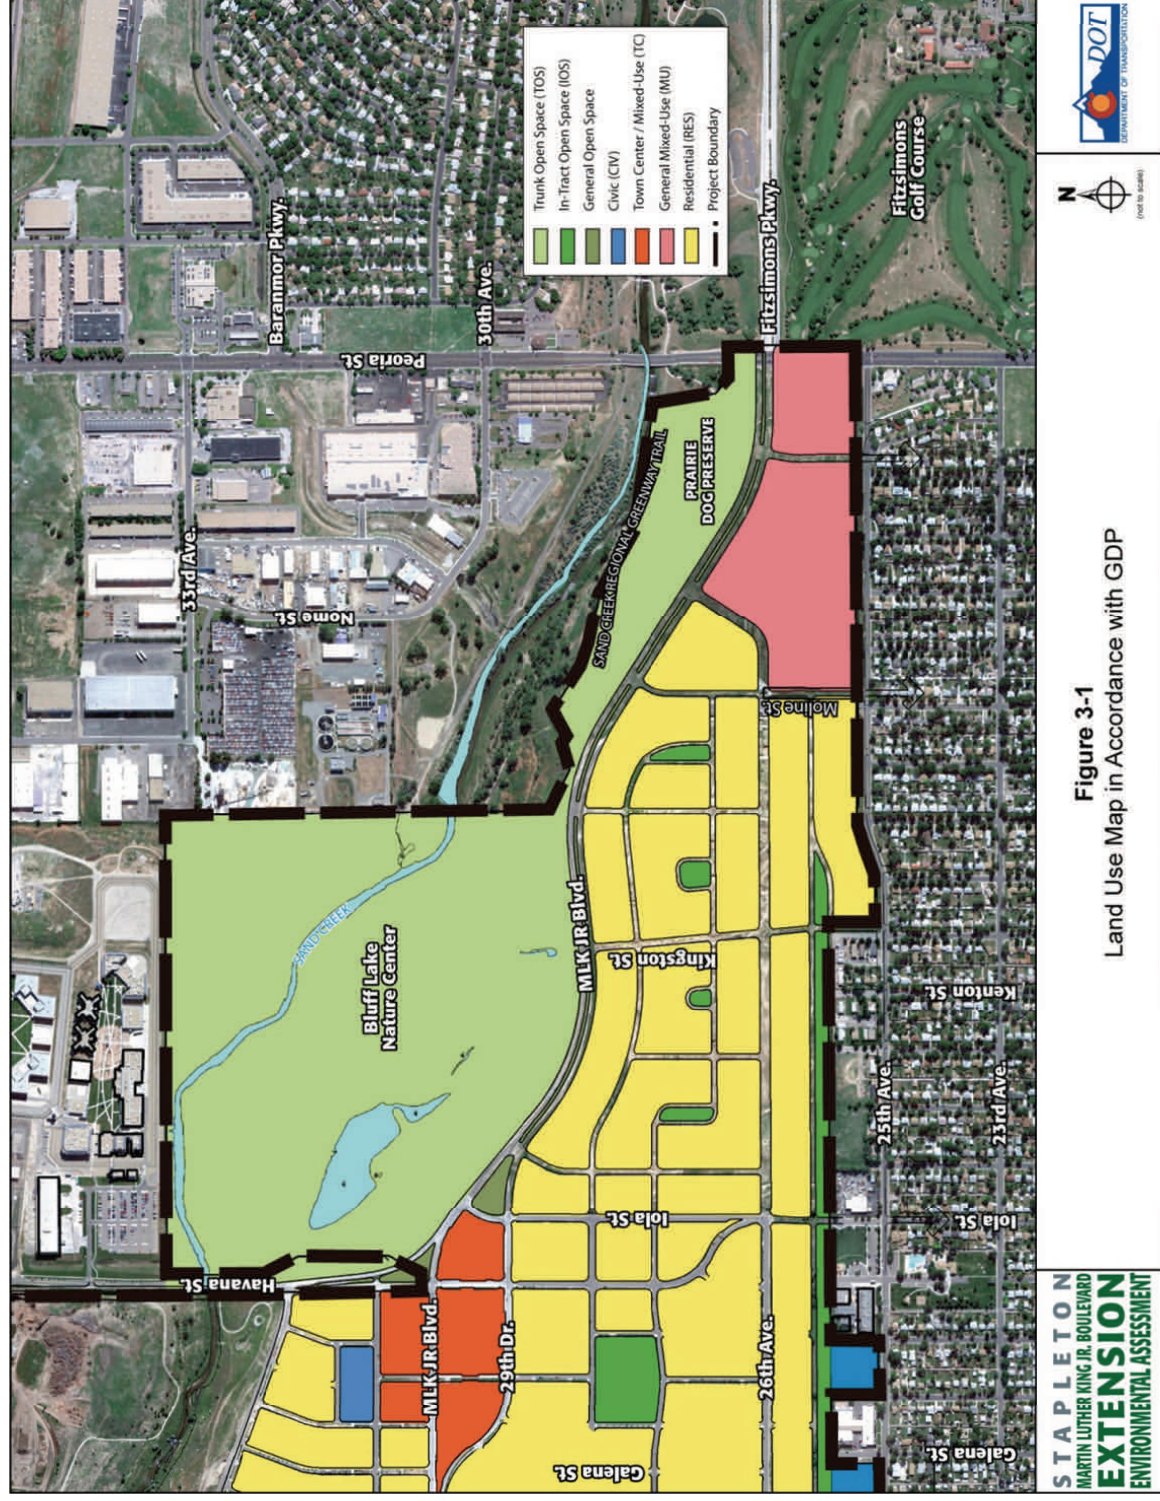 Trunk Open Space (TOS)
In-Tract Open Space (IOS)
General Open Space
Civic (CIV)
Town Center / Mixed-Use (TC)
General Mixed-Use (MU)
Residential (RES)
Project Boundary
Baranmor Pkwy.
30th Ave.
Peoria St.
33rd Ave.
Nome St.
Fitzsimons Pkwy.
Fitzsimons
Golf Course
SAND CREEK REGIONAL GREENWAY TRAIL
PRAIRIE
DOG PRESERVE
Moline St.
SAND CREEK
Bluff Lake
Nature Center
MLK JR Blvd.
Kingston St.
Kenton St.
25th Ave.
23rd Ave.
Iola St.
Iola St.
Havana St.
MLK JR Blvd.
29th Dr.
26th Ave.
Galena St.
Galena St.
DOT
DEPARTMENT OF TRANSPORTATION
N
(not to scale)
Figure 3-1
Land Use Map in Accordance with GDP
STAPLETON
MARTIN LUTHER KING JR. BOULEVARD
EXTENSION
ENVIRONMENTAL ASSESSMENT